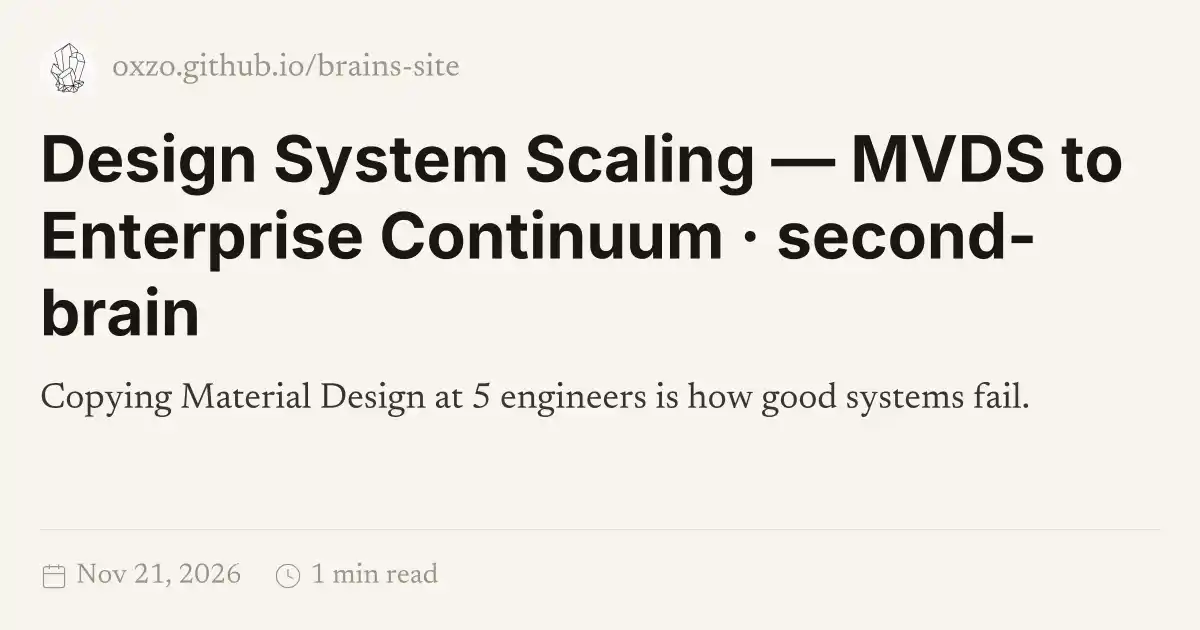 oxzo.github.io/brains-site
Design System Scaling — MVDS to
Enterprise Continuum · second-
brain
Copying Material Design at 5 engineers is how good systems fail.
Nov 21, 2026
1 min read